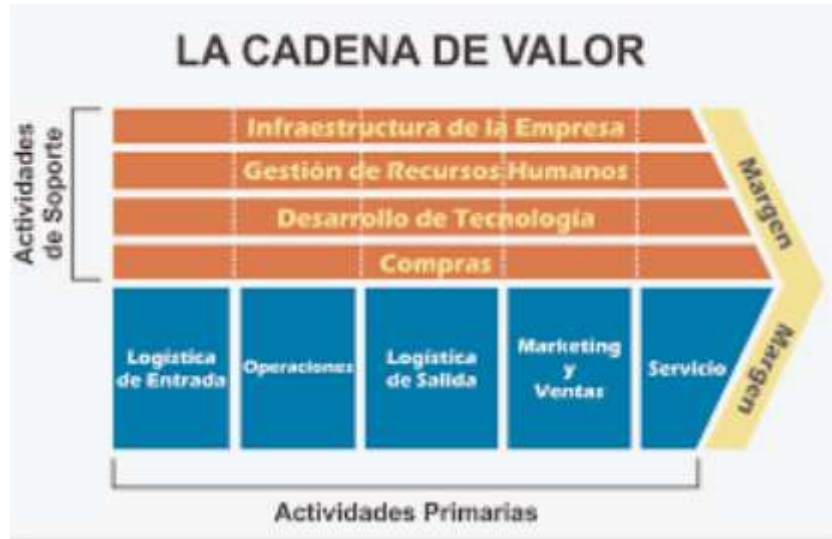 LA CADENA DE VALOR
Actividades
de Soporte
Infraestructura de la Empresa
Gestión de Recursos Humanos
Desarrollo de Tecnología
Compras
Margen
Logística
de Entrada
Operaciones
Logística
de Salida
Marketing
y
Ventas
Servicio
Margen
Actividades Primarias